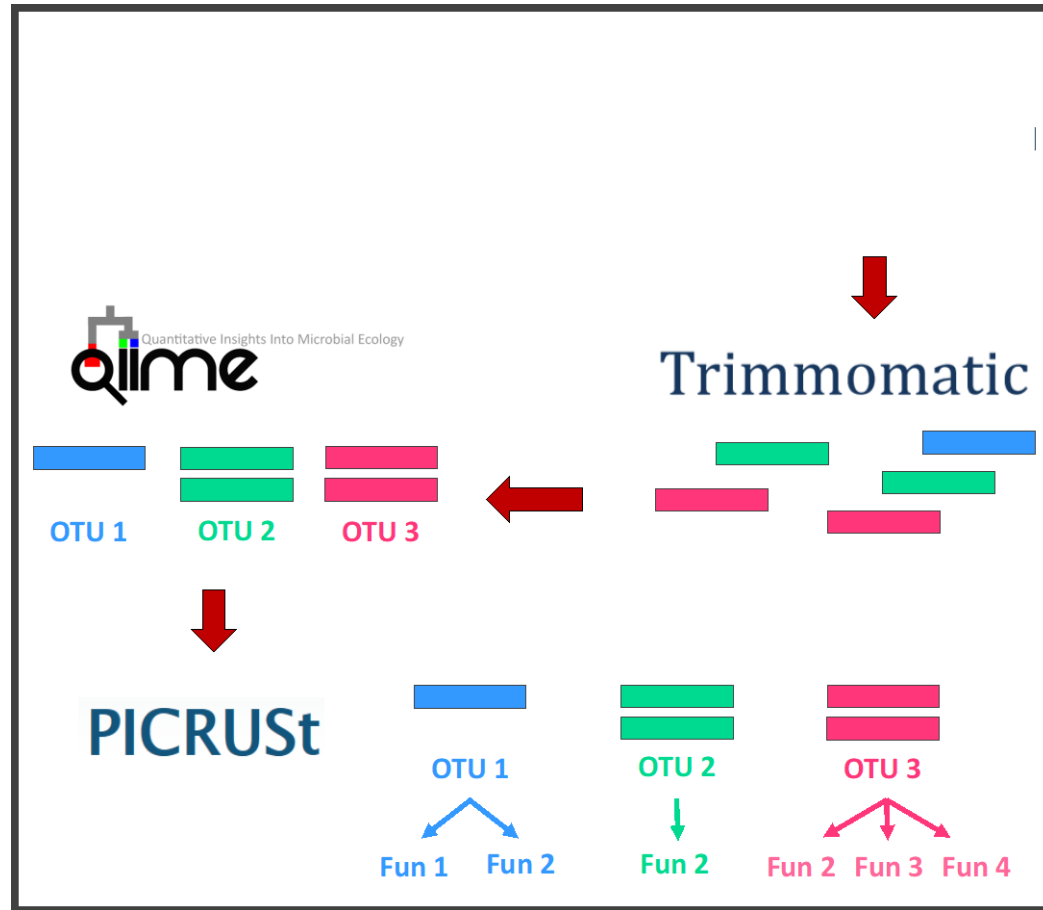 Quantitative Insights Into Microbial Ecology
qiime
Trimmomatic
OTU 1 OTU 2 OTU 3
PICRUSt
OTU 1 OTU 2 OTU 3
Fun 1 Fun 2 Fun 2 Fun 2 Fun 3 Fun 4